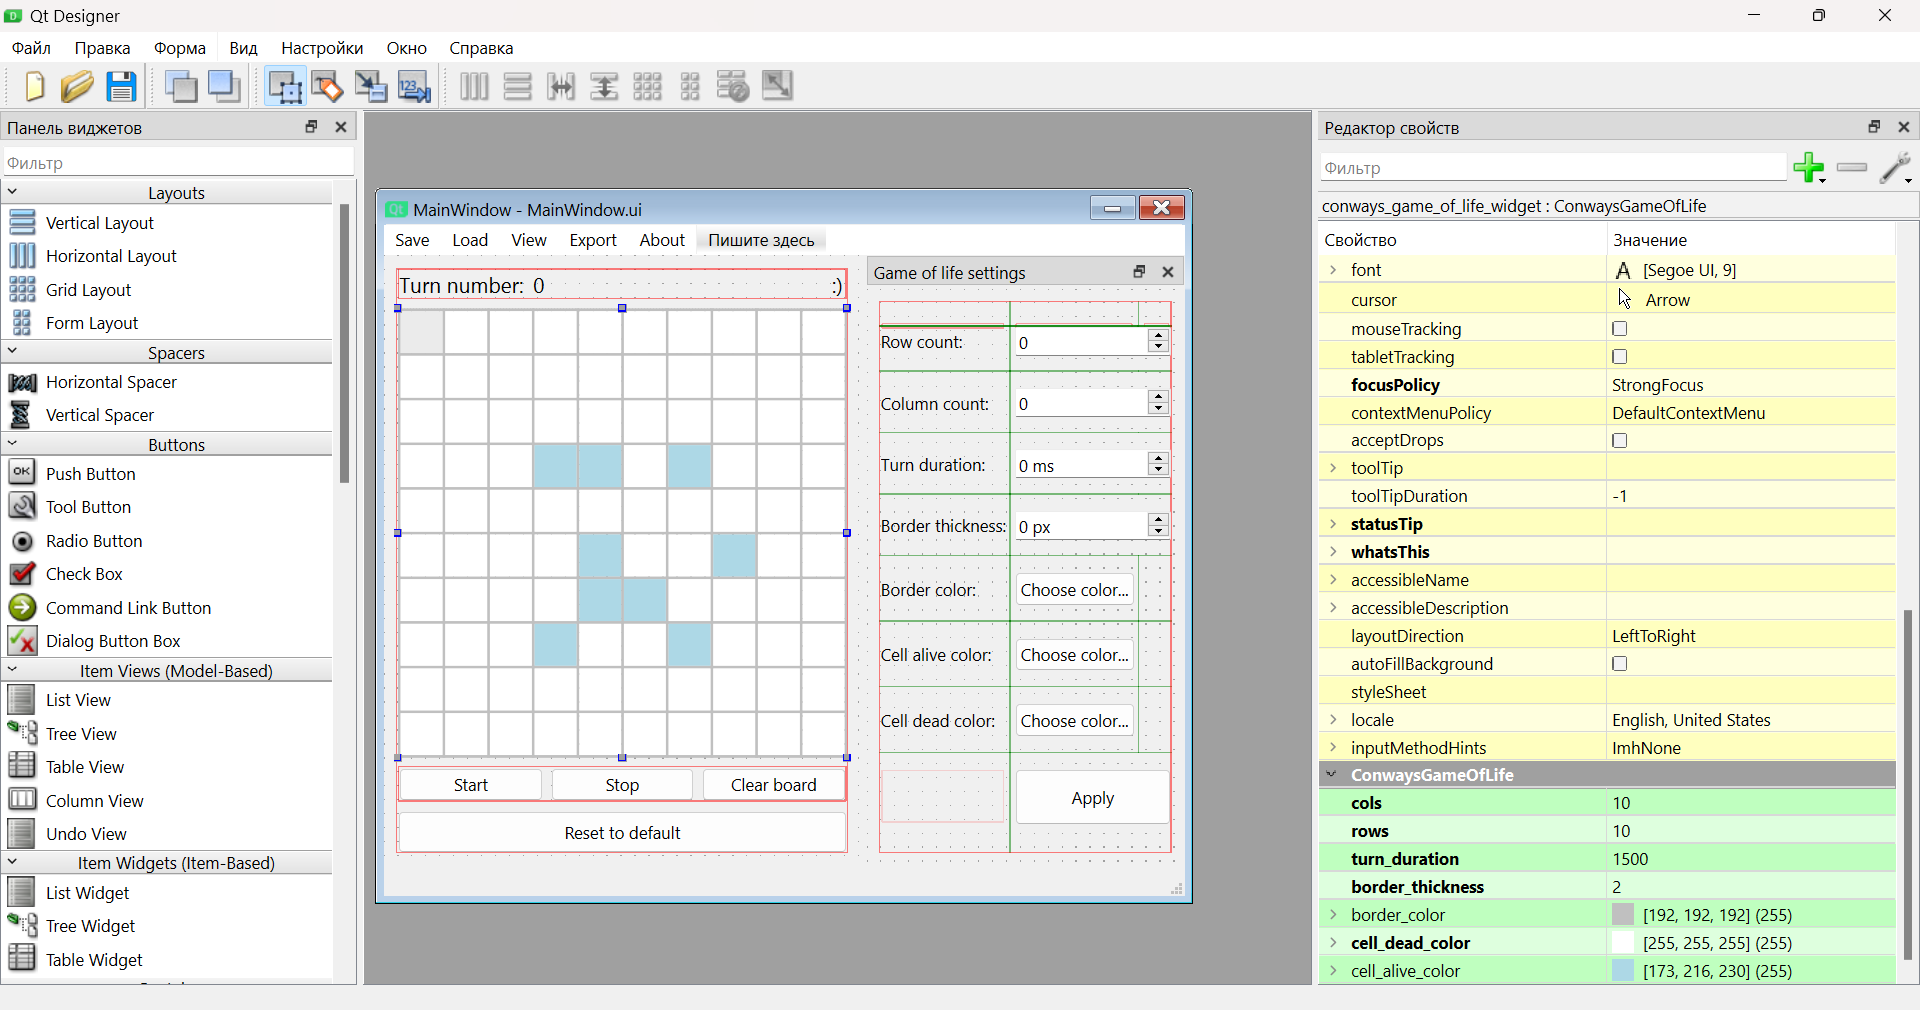 Qt Designer
Файл Правка Форма Вид Настройки Окно Справка
Панель виджетов
Фильтр
Layouts
Vertical Layout
Horizontal Layout
Grid Layout
Form Layout
Spacers
Horizontal Spacer
Vertical Spacer
Buttons
OK Push Button
Tool Button
Radio Button
Check Box
Command Link Button
Dialog Button Box
Item Views (Model-Based)
List View
Tree View
Table View
Column View
Undo View
Item Widgets (Item-Based)
List Widget
Tree Widget
Table Widget
MainWindow - MainWindow.ui
Save Load View Export About Пишите здесь
Turn number: 0 :)
Start Stop Clear board
Reset to default
Game of life settings
Row count: 0
Column count: 0
Turn duration: 0 ms
Border thickness: 0 px
Border color: Choose color...
Cell alive color: Choose color...
Cell dead color: Choose color...
Apply
Редактор свойств
Фильтр
conways_game_of_life_widget : ConwaysGameOfLife
Свойство Значение
font A [Segoe UI, 9]
cursor Arrow
mouseTracking
tabletTracking
focusPolicy StrongFocus
contextMenuPolicy DefaultContextMenu
acceptDrops
toolTip
toolTipDuration -1
statusTip
whatsThis
accessibleName
accessibleDescription
layoutDirection LeftToRight
autoFillBackground
styleSheet
locale English, United States
inputMethodHints ImhNone
ConwaysGameOfLife
cols 10
rows 10
turn_duration 1500
border_thickness 2
border_color [192, 192, 192] (255)
cell_dead_color [255, 255, 255] (255)
cell_alive_color [173, 216, 230] (255)